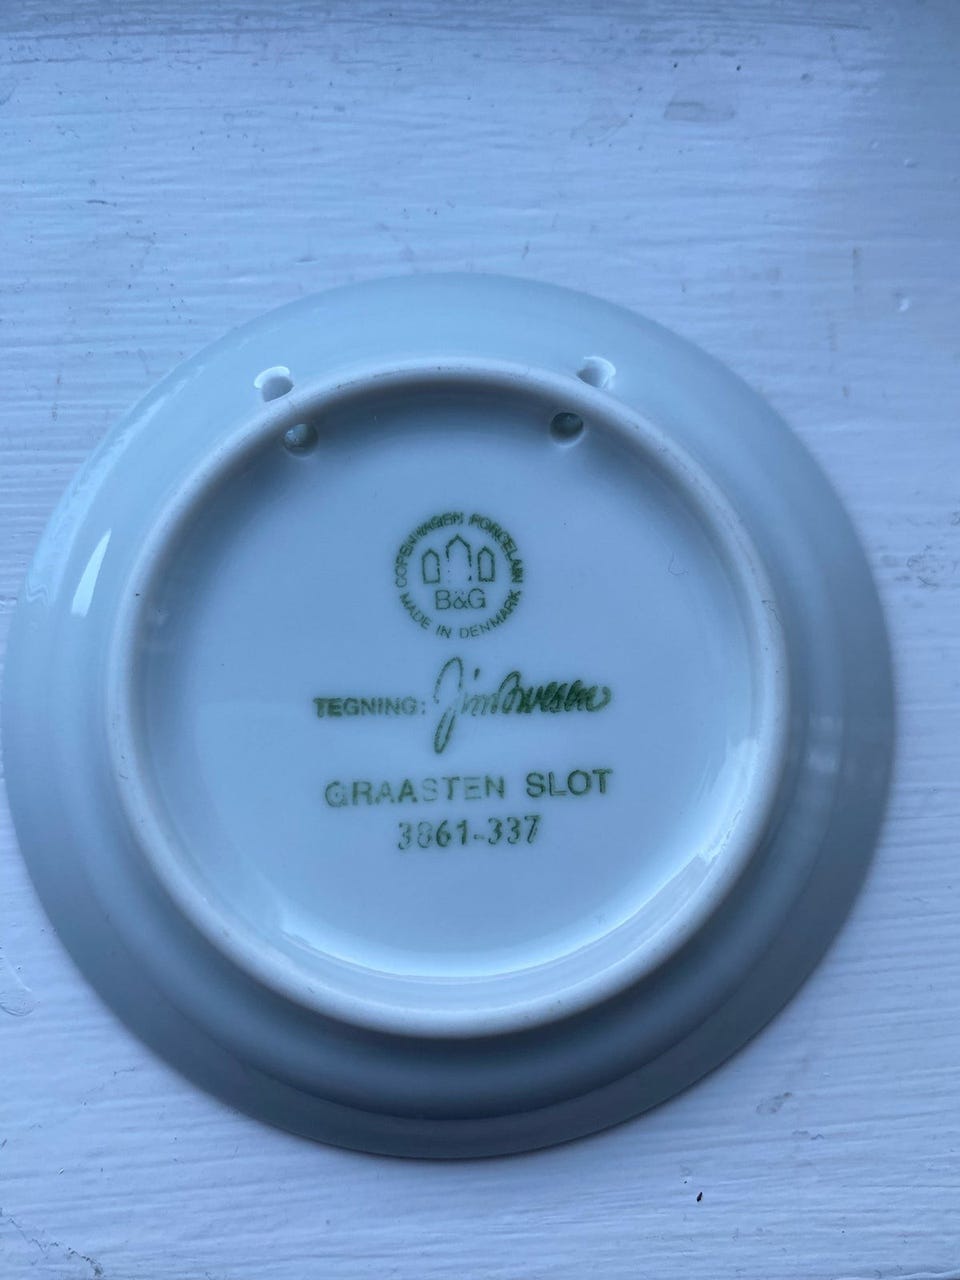 COPENHAGEN PORCELAIN
B&G
MADE IN DENMARK
TEGNING:
GRAASTEN SLOT
3861-337